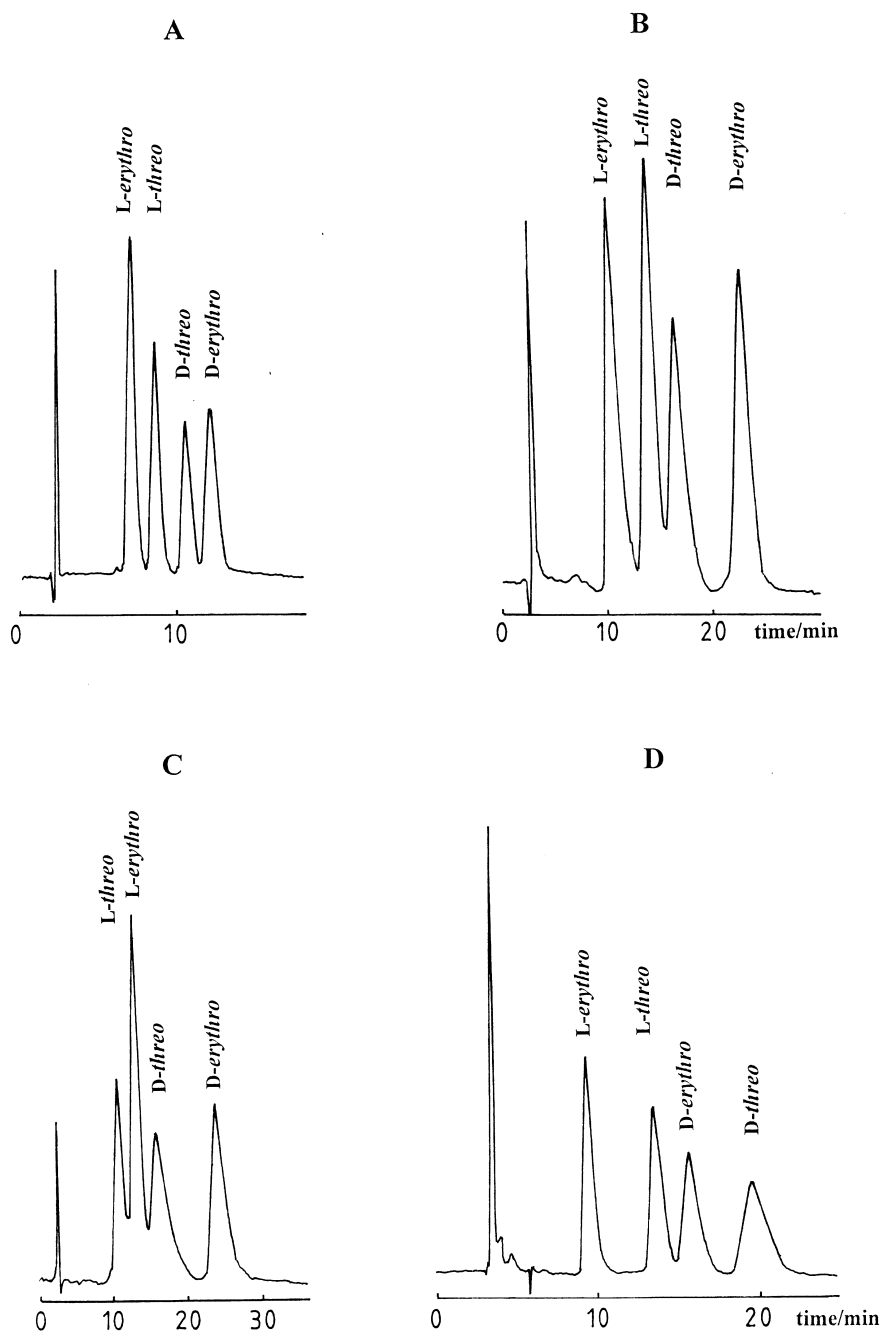 A
L-erythro
L-threo
D-threo
D-erythro
0
10
B
L-erythro
L-threo
D-threo
D-erythro
0
10
20
time/min
C
L-threo
L-erythro
D-threo
D-erythro
0
10
20
30
D
L-erythro
L-threo
D-erythro
D-threo
0
10
20
time/min